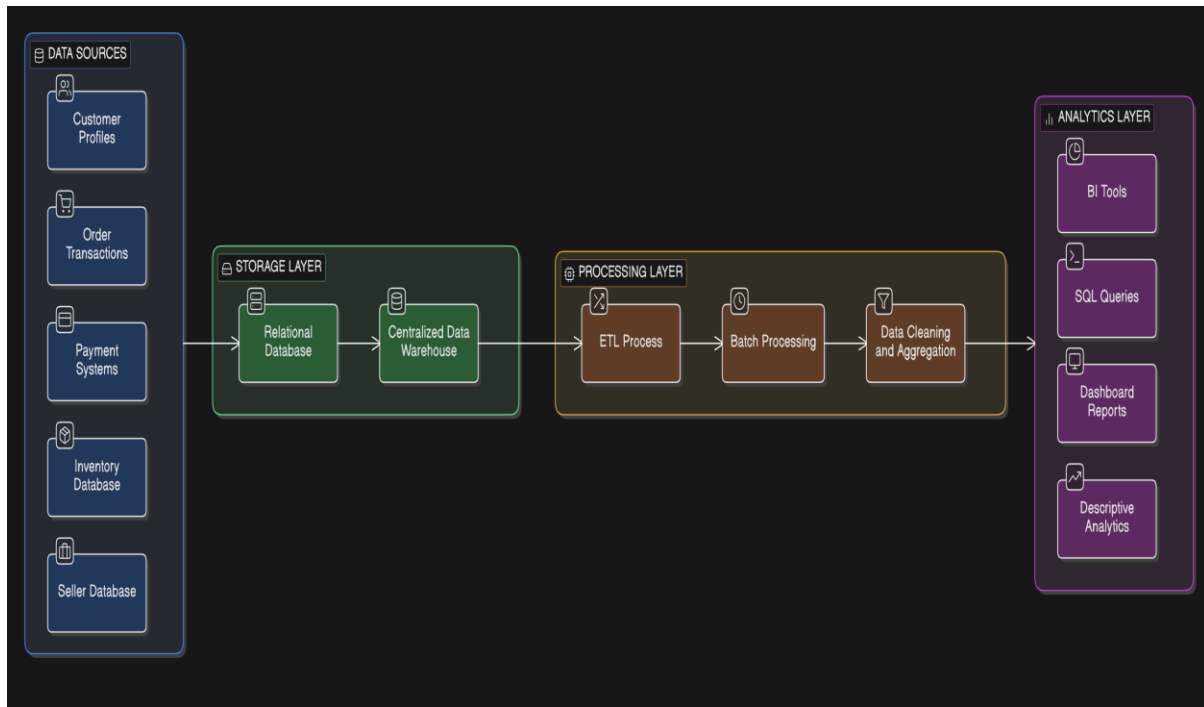 DATA SOURCES
Customer
Profiles
Order
Transactions
Payment
Systems
Inventory
Database
Seller Database
STORAGE LAYER
Relational
Database
Centralized Data
Warehouse
PROCESSING LAYER
ETL Process
Batch Processing
Data Cleaning
and Aggregation
ANALYTICS LAYER
BI Tools
SQL Queries
Dashboard
Reports
Descriptive
Analytics